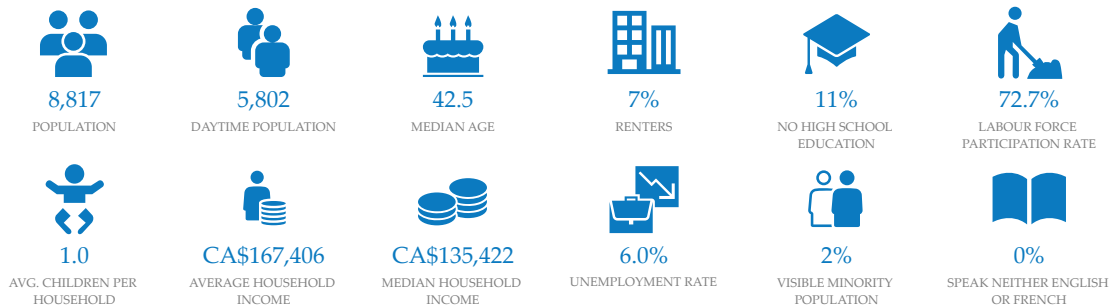 8,817
POPULATION
5,802
DAYTIME POPULATION
42.5
MEDIAN AGE
7%
RENTERS
11%
NO HIGH SCHOOL
EDUCATION
72.7%
LABOUR FORCE
PARTICIPATION RATE
1.0
AVG. CHILDREN PER
HOUSEHOLD
CA$167,406
AVERAGE HOUSEHOLD
INCOME
CA$135,422
MEDIAN HOUSEHOLD
INCOME
6.0%
UNEMPLOYMENT RATE
2%
VISIBLE MINORITY
POPULATION
0%
SPEAK NEITHER ENGLISH
OR FRENCH